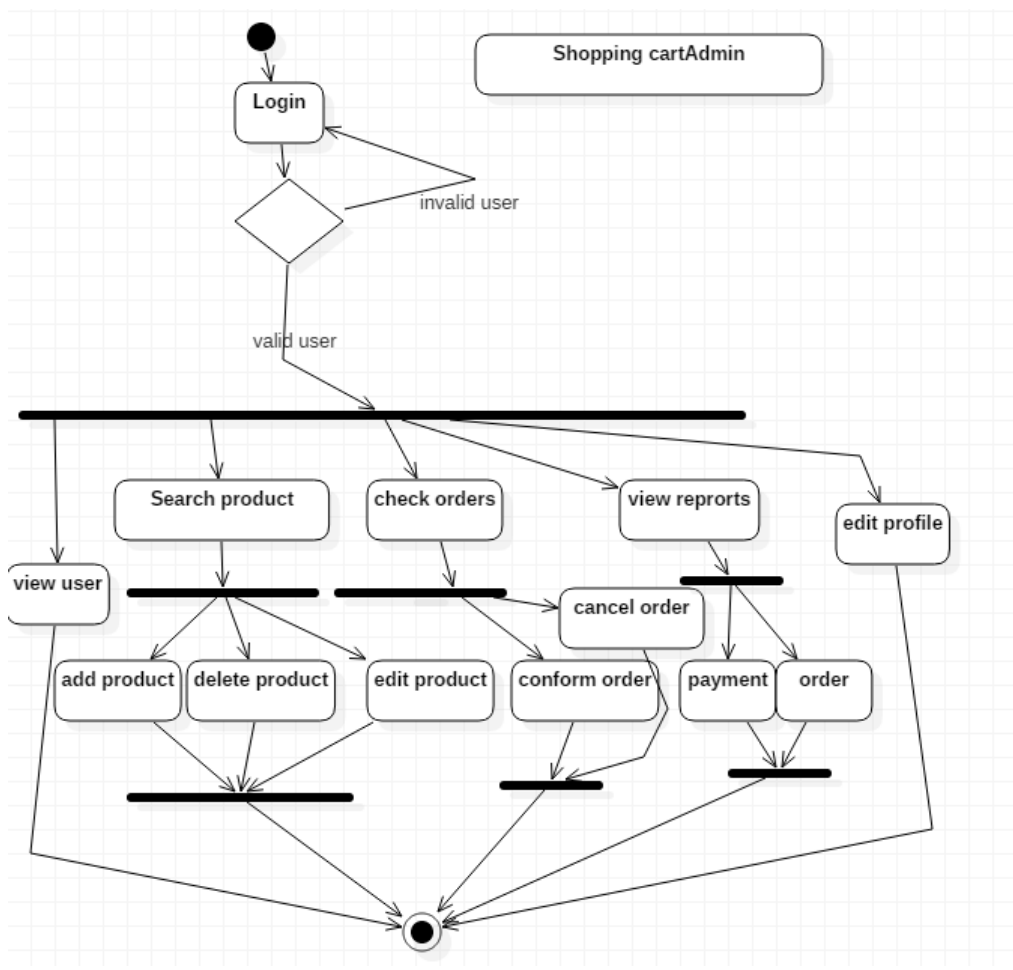 Shopping cartAdmin
Login
invalid user
valid user
Search product
check orders
view reprorts
edit profile
view user
cancel order
add product
delete product
edit product
conform order
payment
order